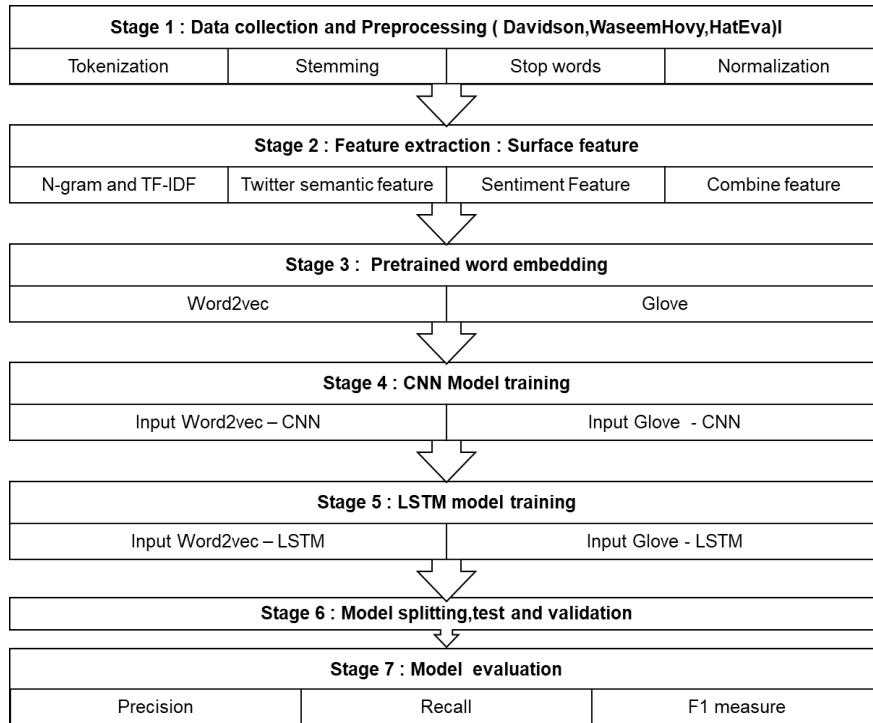 Stage 1 : Data collection and Preprocessing ( Davidson,WaseemHovy,HatEva)l
Tokenization Stemming Stop words Normalization
Stage 2 : Feature extraction : Surface feature
N-gram and TF-IDF Twitter semantic feature Sentiment Feature Combine feature
Stage 3 : Pretrained word embedding
Word2vec Glove
Stage 4 : CNN Model training
Input Word2vec – CNN Input Glove - CNN
Stage 5 : LSTM model training
Input Word2vec – LSTM Input Glove - LSTM
Stage 6 : Model splitting,test and validation
Stage 7 : Model evaluation
Precision Recall F1 measure